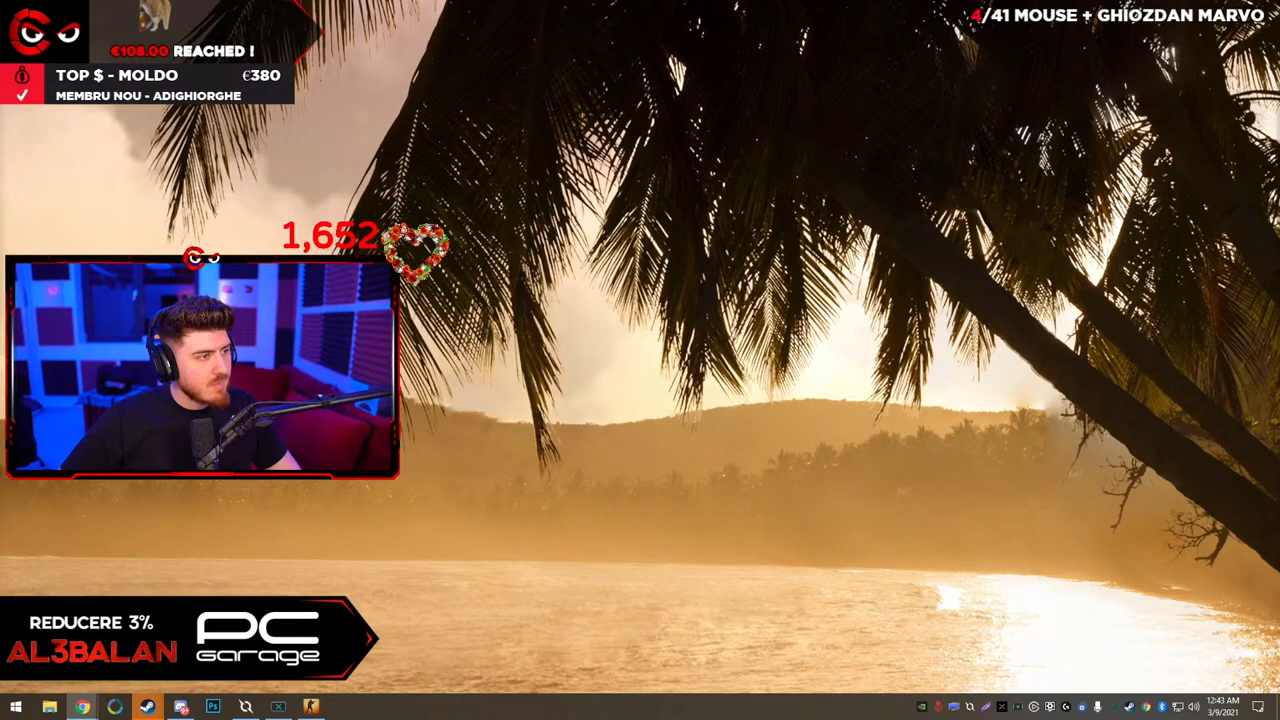 4/41 MOUSE + GHIOZDAN MARVO
€108.00 REACHED !
TOP $ - MOLDO €380
MEMBRU NOU - ADIGHIORGHE
1,652
REDUCERE 3%
AL3BALAN
PC
Garage
Ps
12:43 AM
3/9/2021